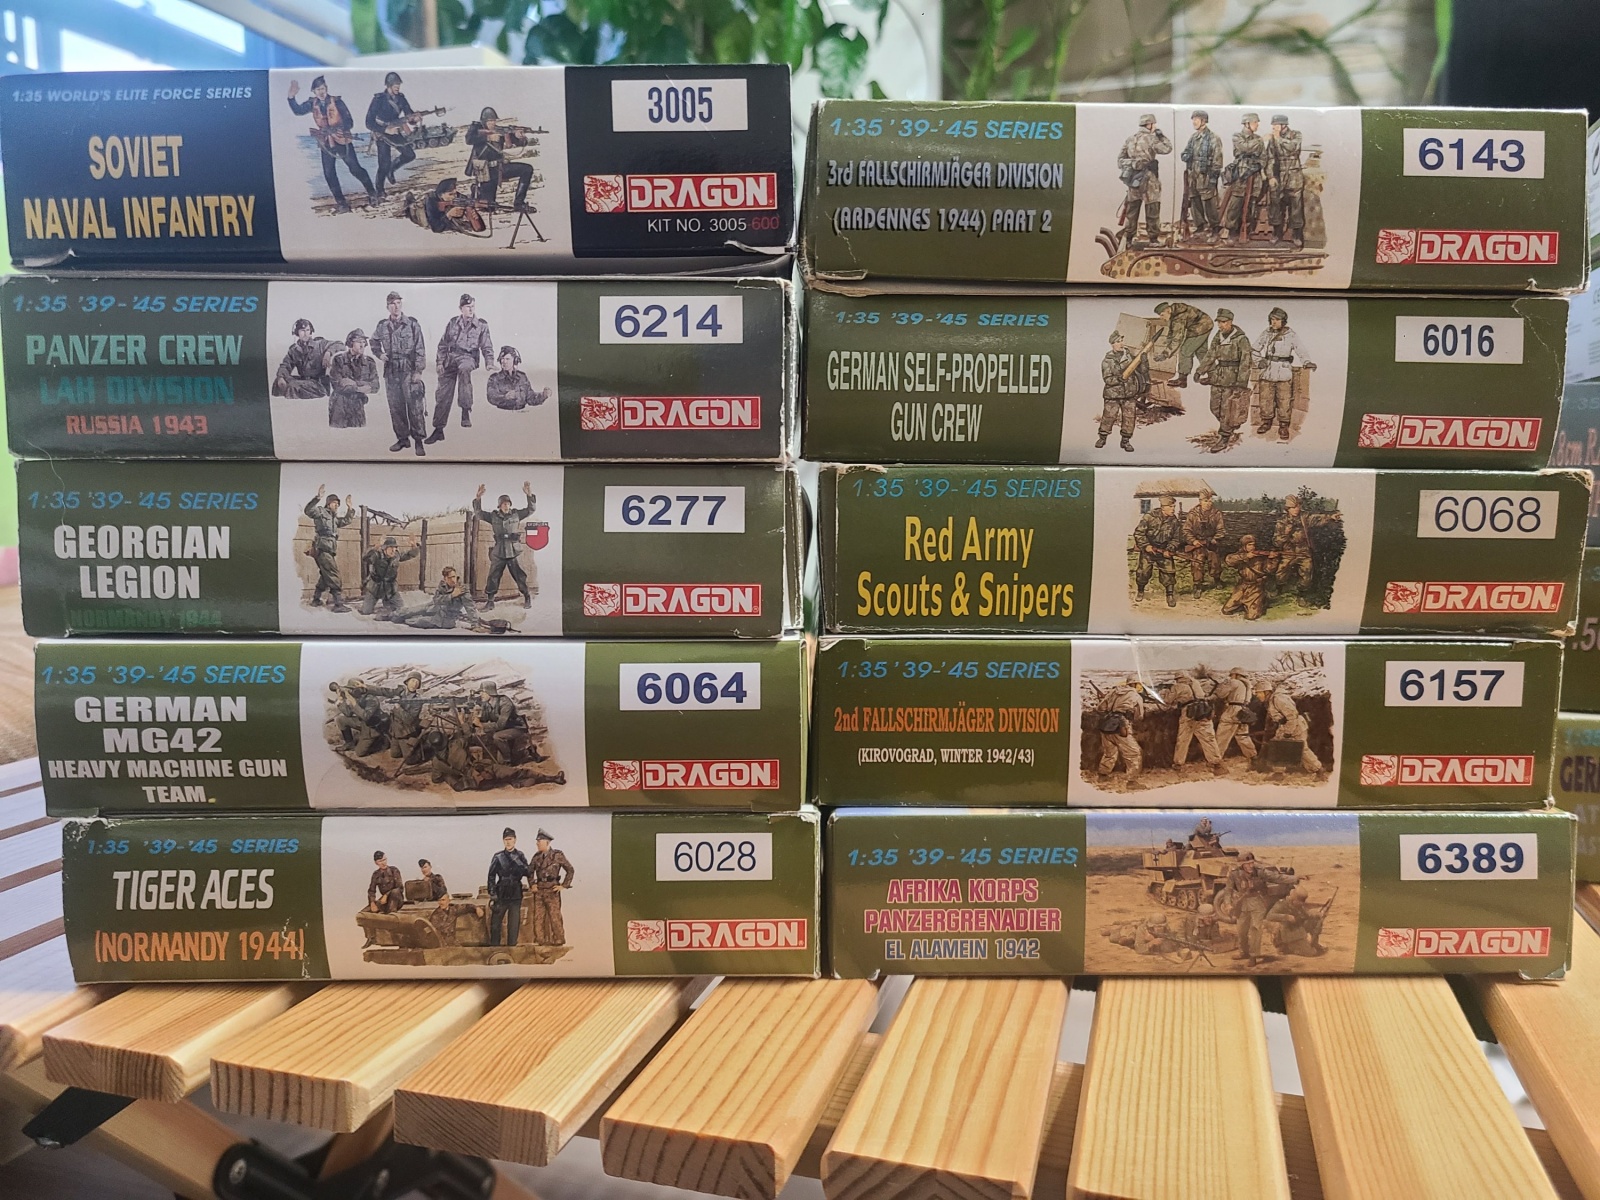 1:35 WORLD'S ELITE FORCE SERIES
SOVIET
NAVAL INFANTRY
3005
DRAGON
KIT NO. 3005-600
1:35 '39-'45 SERIES
PANZER CREW
LAH DIVISION
RUSSIA 1943
6214
DRAGON
1:35 '39-'45 SERIES
GEORGIAN
LEGION
NORMANDY 1944
6277
DRAGON
1:35 '39-'45 SERIES
GERMAN
MG42
HEAVY MACHINE GUN
TEAM.
6064
DRAGON
1:35 '39-'45 SERIES
TIGER ACES
(NORMANDY 1944)
6028
DRAGON
1:35 '39-'45 SERIES
3rd FALLSCHIRMJÄGER DIVISION
(ARDENNES 1944) PART 2
6143
DRAGON
1:35 '39-'45 SERIES
GERMAN SELF-PROPELLED
GUN CREW
6016
DRAGON
1:35 '39-'45 SERIES
Red Army
Scouts & Snipers
6068
DRAGON
1:35 '39-'45 SERIES
2nd FALLSCHIRMJÄGER DIVISION
(KIROVOGRAD, WINTER 1942/43)
6157
DRAGON
1:35 '39-'45 SERIES
AFRIKA KORPS
PANZERGRENADIER
EL ALAMEIN 1942
6389
DRAGON